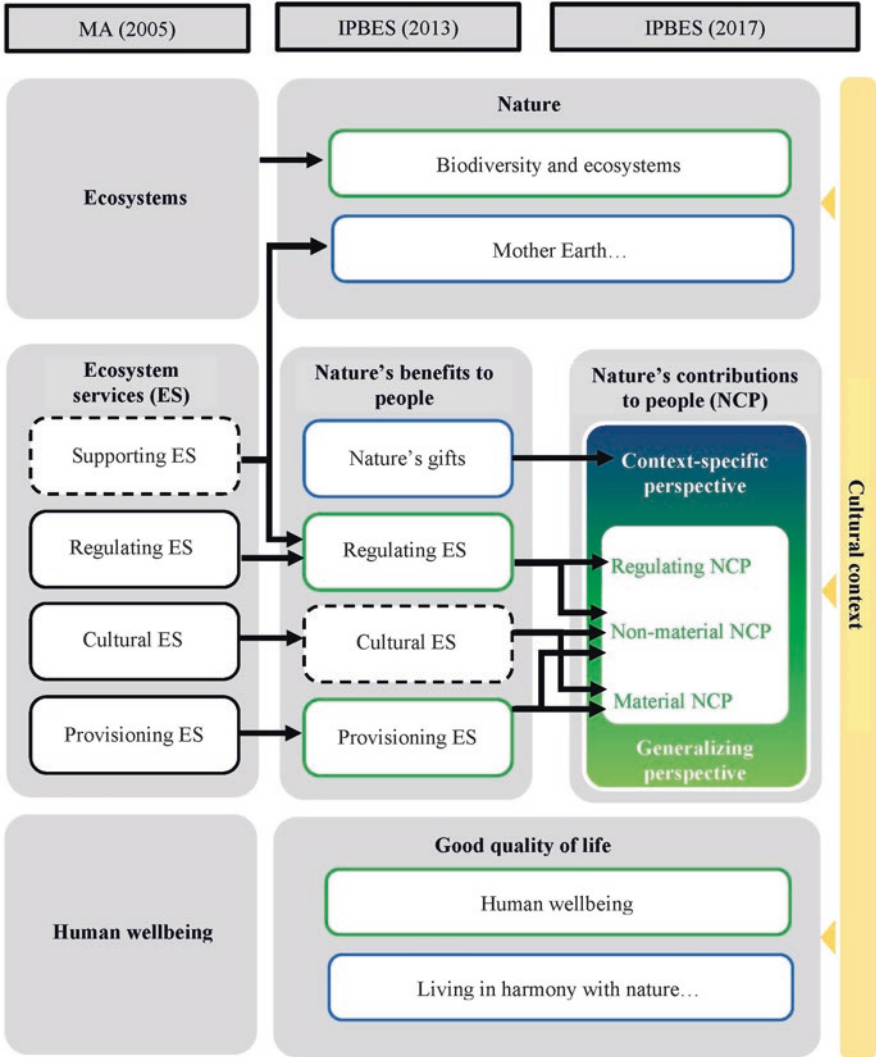 MA (2005)
IPBES (2013)
IPBES (2017)
Ecosystems
Nature
Biodiversity and ecosystems
Mother Earth…
Ecosystem
services (ES)
Supporting ES
Regulating ES
Cultural ES
Provisioning ES
Nature’s benefits to
people
Nature’s gifts
Regulating ES
Cultural ES
Provisioning ES
Nature’s contributions
to people (NCP)
Context-specific
perspective
Regulating NCP
Non-material NCP
Material NCP
Generalizing
perspective
Human wellbeing
Good quality of life
Human wellbeing
Living in harmony with nature…
Cultural context